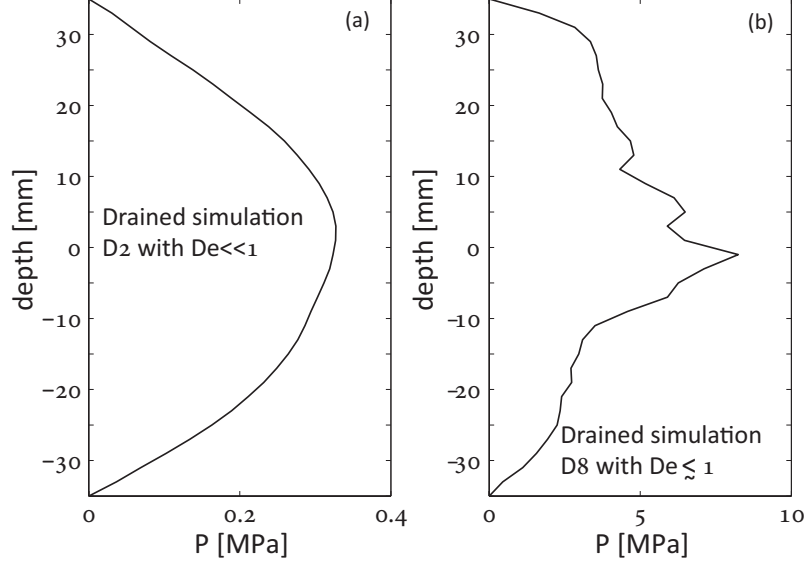 (a)
30
20
10
0
−10
−20
−30
depth [mm]
Drained simulation
D2 with De<<1
0
0.2
0.4
P [MPa]
(b)
30
20
10
0
−10
−20
−30
depth [mm]
Drained simulation
D8 with De ≲ 1
0
5
10
P [MPa]